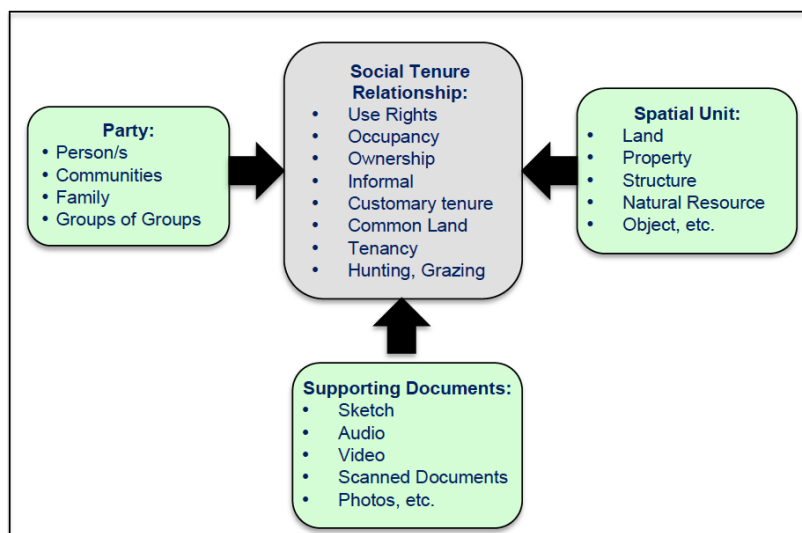 Party:
• Person/s
• Communities
• Family
• Groups of Groups
Social Tenure
Relationship:
• Use Rights
• Occupancy
• Ownership
• Informal
• Customary tenure
• Common Land
• Tenancy
• Hunting, Grazing
Spatial Unit:
• Land
• Property
• Structure
• Natural Resource
• Object, etc.
Supporting Documents:
• Sketch
• Audio
• Video
• Scanned Documents
• Photos, etc.